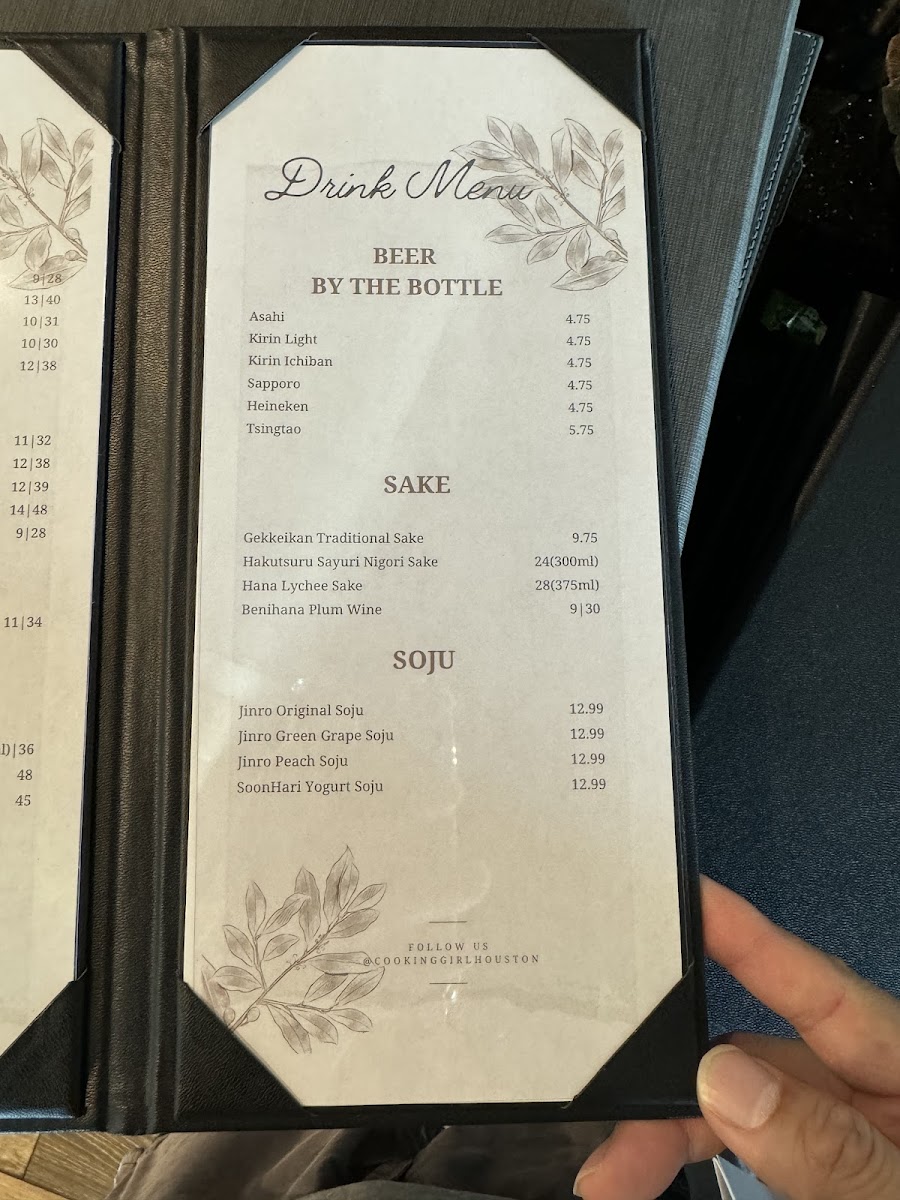 9|28
13|40
10|31
10|30
12|38
11|32
12|38
12|39
14|48
9|28
11|34
l)|36
48
45
Drink Menu
BEER
BY THE BOTTLE
Asahi 4.75
Kirin Light 4.75
Kirin Ichiban 4.75
Sapporo 4.75
Heineken 4.75
Tsingtao 5.75
SAKE
Gekkeikan Traditional Sake 9.75
Hakutsuru Sayuri Nigori Sake 24(300ml)
Hana Lychee Sake 28(375ml)
Benihana Plum Wine 9|30
SOJU
Jinro Original Soju 12.99
Jinro Green Grape Soju 12.99
Jinro Peach Soju 12.99
SoonHari Yogurt Soju 12.99
FOLLOW US
@COOKINGGIRLHOUSTON